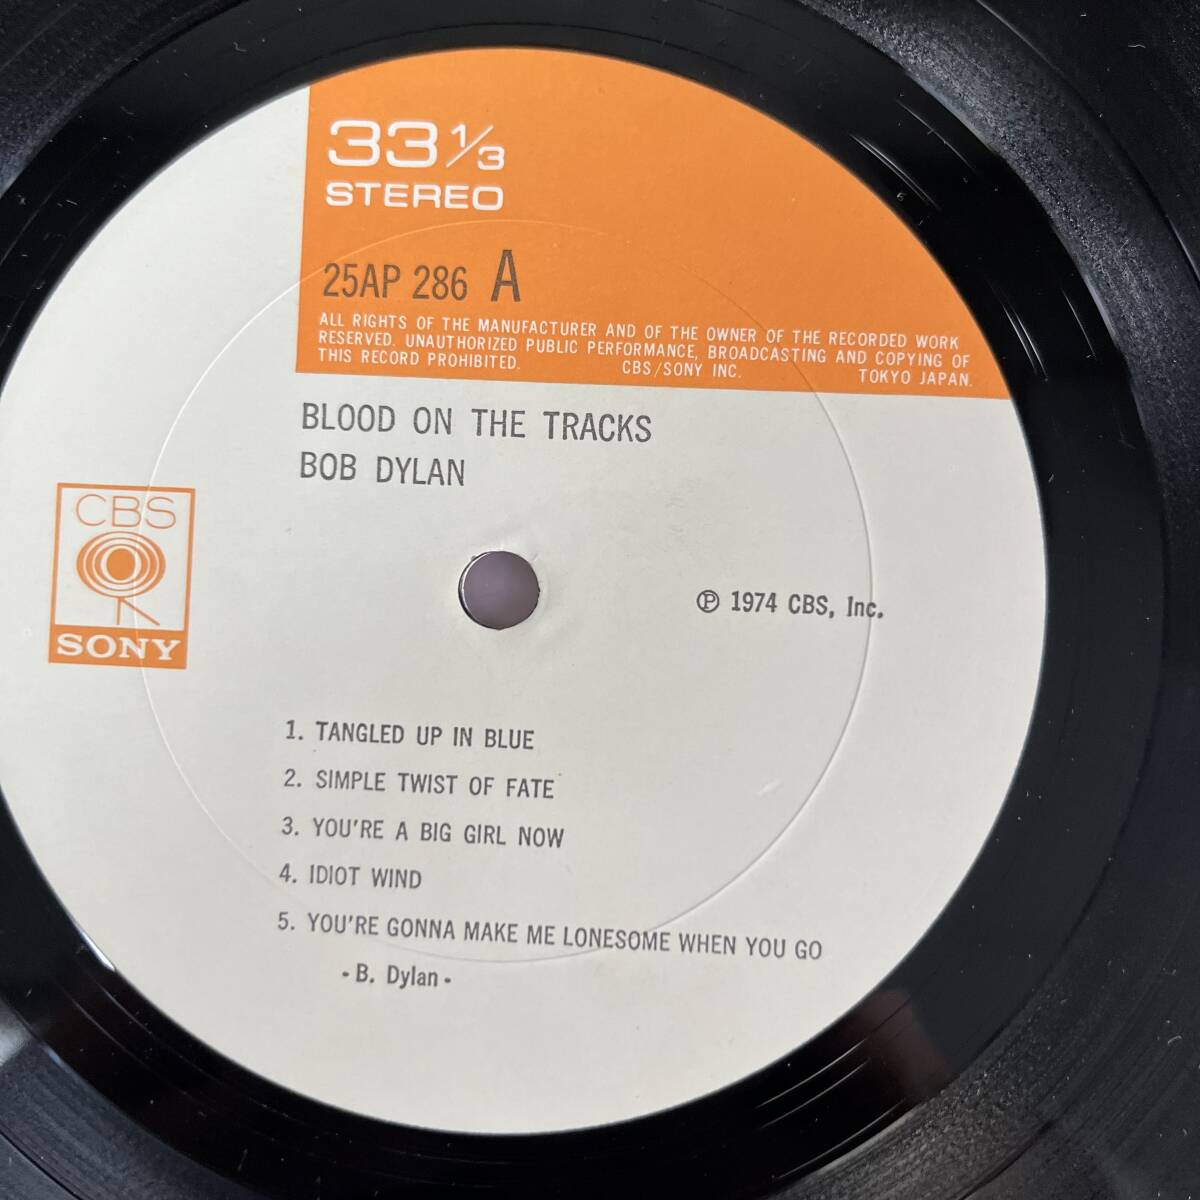 33 1/3
STEREO
25AP 286 A
ALL RIGHTS OF THE MANUFACTURER AND OF THE OWNER OF THE RECORDED WORK
RESERVED. UNAUTHORIZED PUBLIC PERFORMANCE, BROADCASTING AND COPYING OF
THIS RECORD PROHIBITED. CBS/SONY INC. TOKYO JAPAN.
BLOOD ON THE TRACKS
BOB DYLAN
CBS
SONY
Ⓟ 1974 CBS, Inc.
1. TANGLED UP IN BLUE
2. SIMPLE TWIST OF FATE
3. YOU'RE A BIG GIRL NOW
4. IDIOT WIND
5. YOU'RE GONNA MAKE ME LONESOME WHEN YOU GO
- B. Dylan -